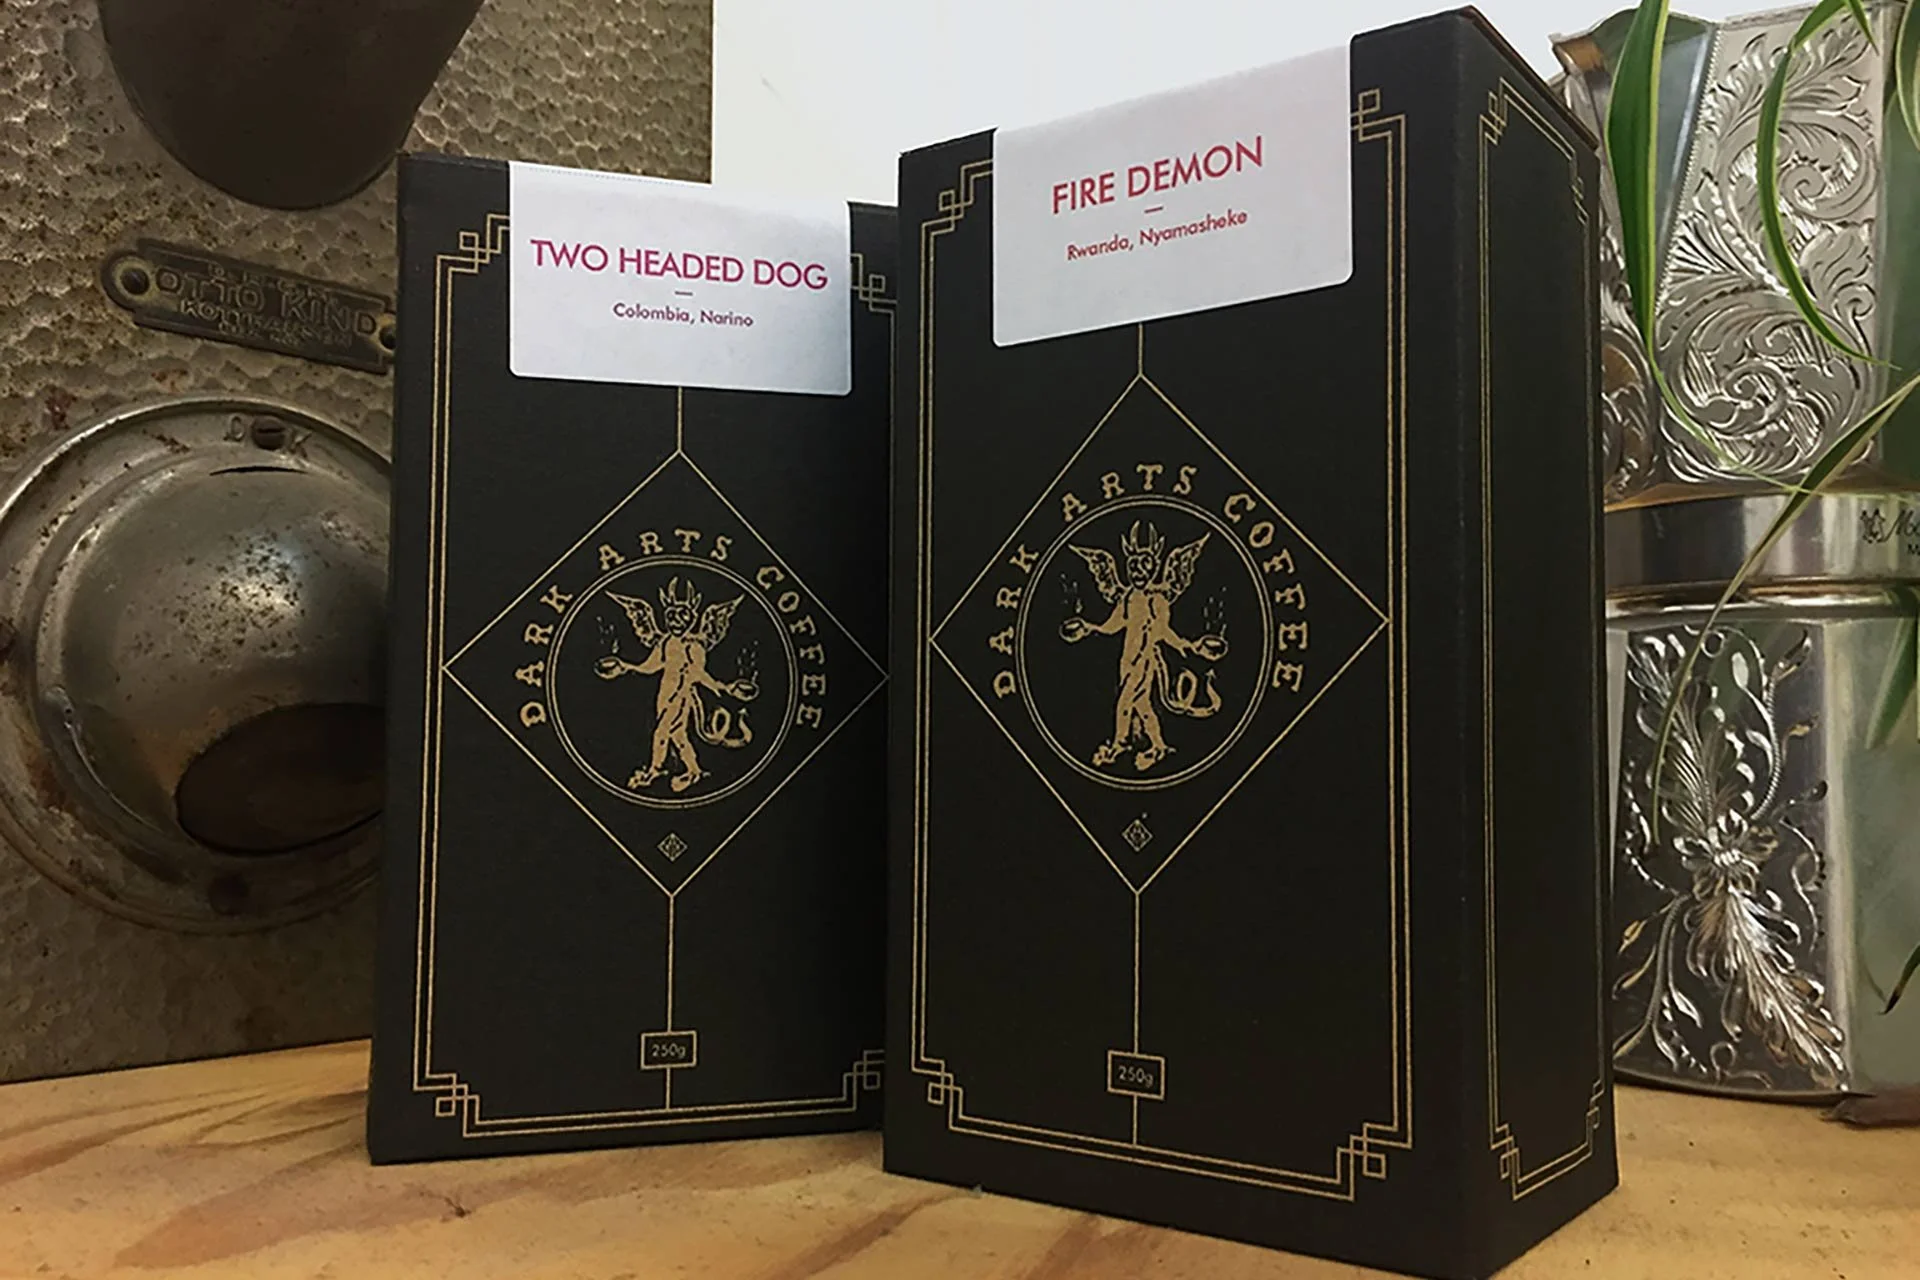 TWO HEADED DOG
Colombia, Narino
DARK ARTS COFFEE
250g
FIRE DEMON
Rwanda, Nyamasheke
DARK ARTS COFFEE
250g
OTTO KIND